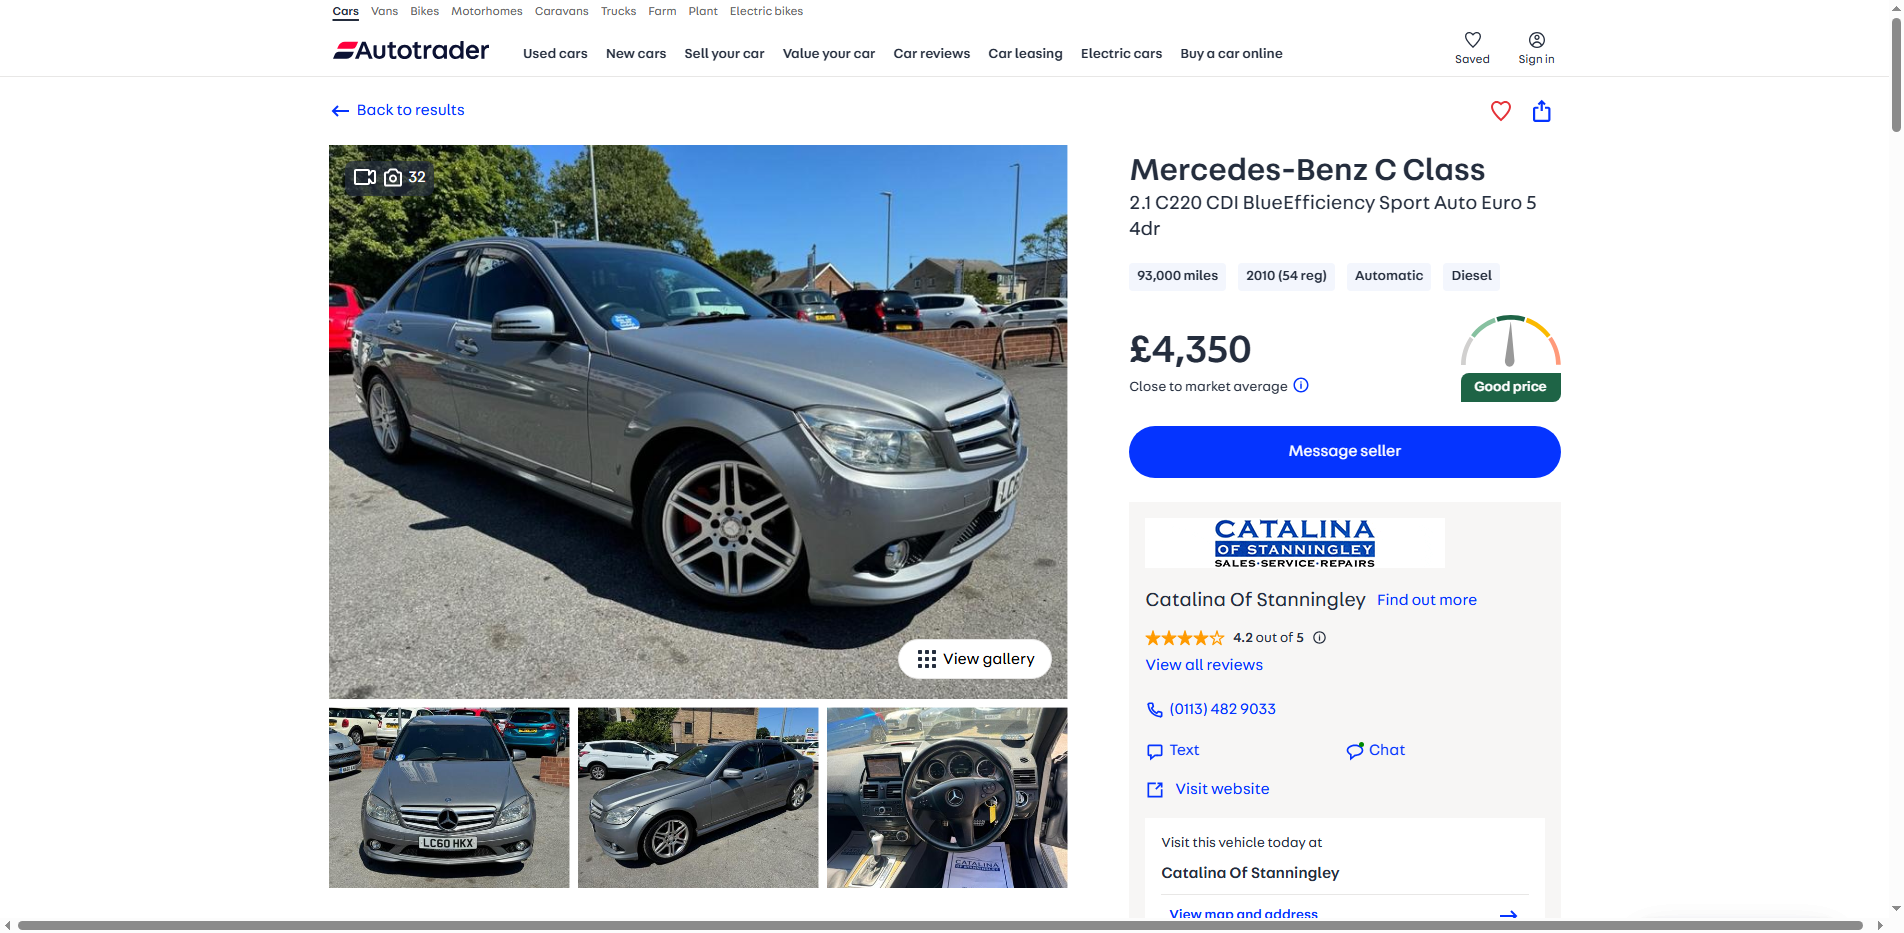 Cars Vans Bikes Motorhomes Caravans Trucks Farm Plant Electric bikes
Autotrader
Used cars New cars Sell your car Value your car Car reviews Car leasing Electric cars Buy a car online
Saved Sign in
Back to results
32
Mercedes-Benz C Class
2.1 C220 CDI BlueEfficiency Sport Auto Euro 5
4dr
93,000 miles 2010 (54 reg) Automatic Diesel
£4,350
Close to market average
Good price
Message seller
CATALINA
OF STANNINGLEY
SALES·SERVICE·REPAIRS
Catalina Of Stanningley Find out more
4.2 out of 5
View all reviews
(0113) 482 9033
Text Chat
Visit website
Visit this vehicle today at
Catalina Of Stanningley
View map and address
View gallery
LC60 HKX
CATALINA